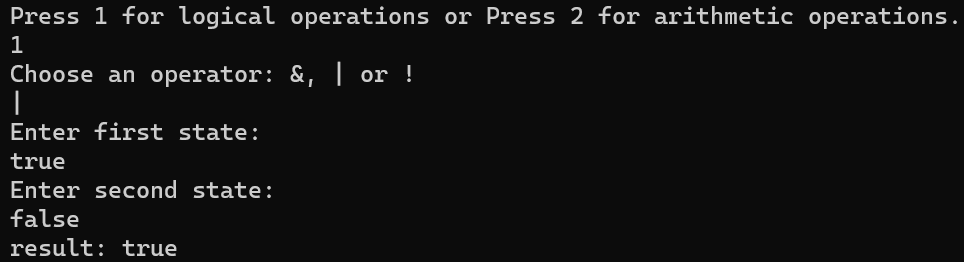 Press 1 for logical operations or Press 2 for arithmetic operations.
1
Choose an operator: &, | or !
|
Enter first state:
true
Enter second state:
false
result: true